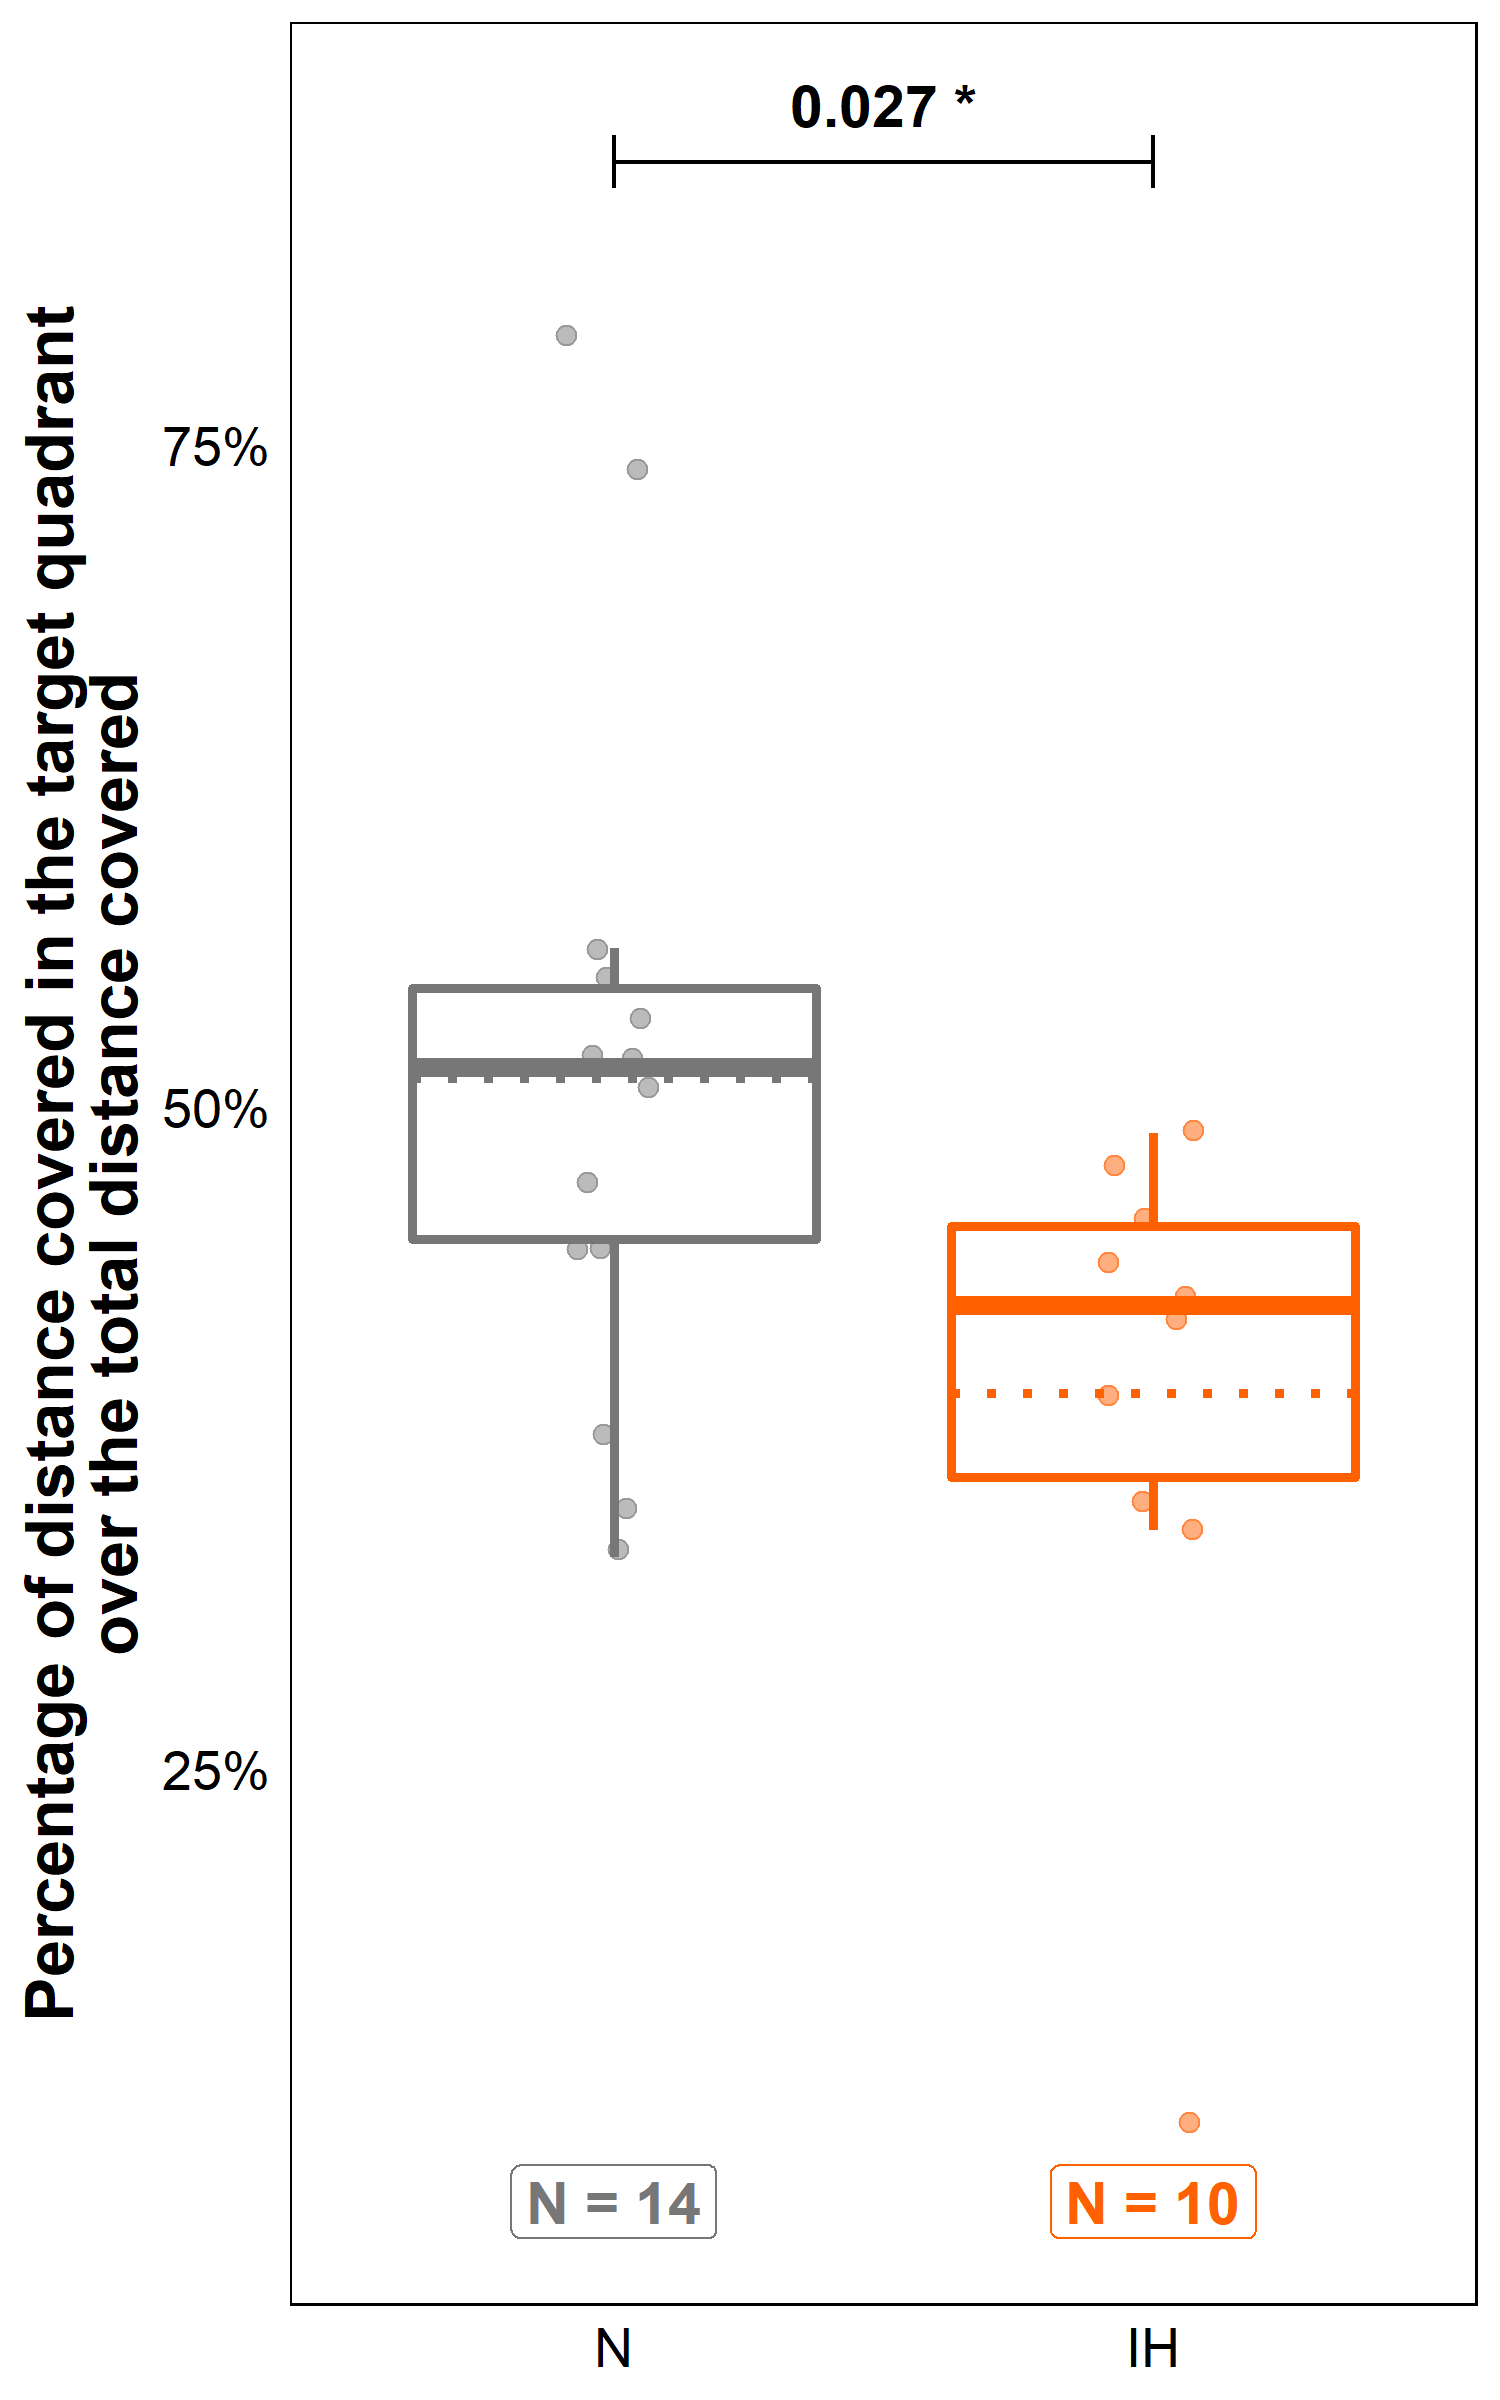 Percentage of distance covered in the target quadrant
over the total distance covered
0.027 *
75%
50%
25%
N = 14
N = 10
N
IH